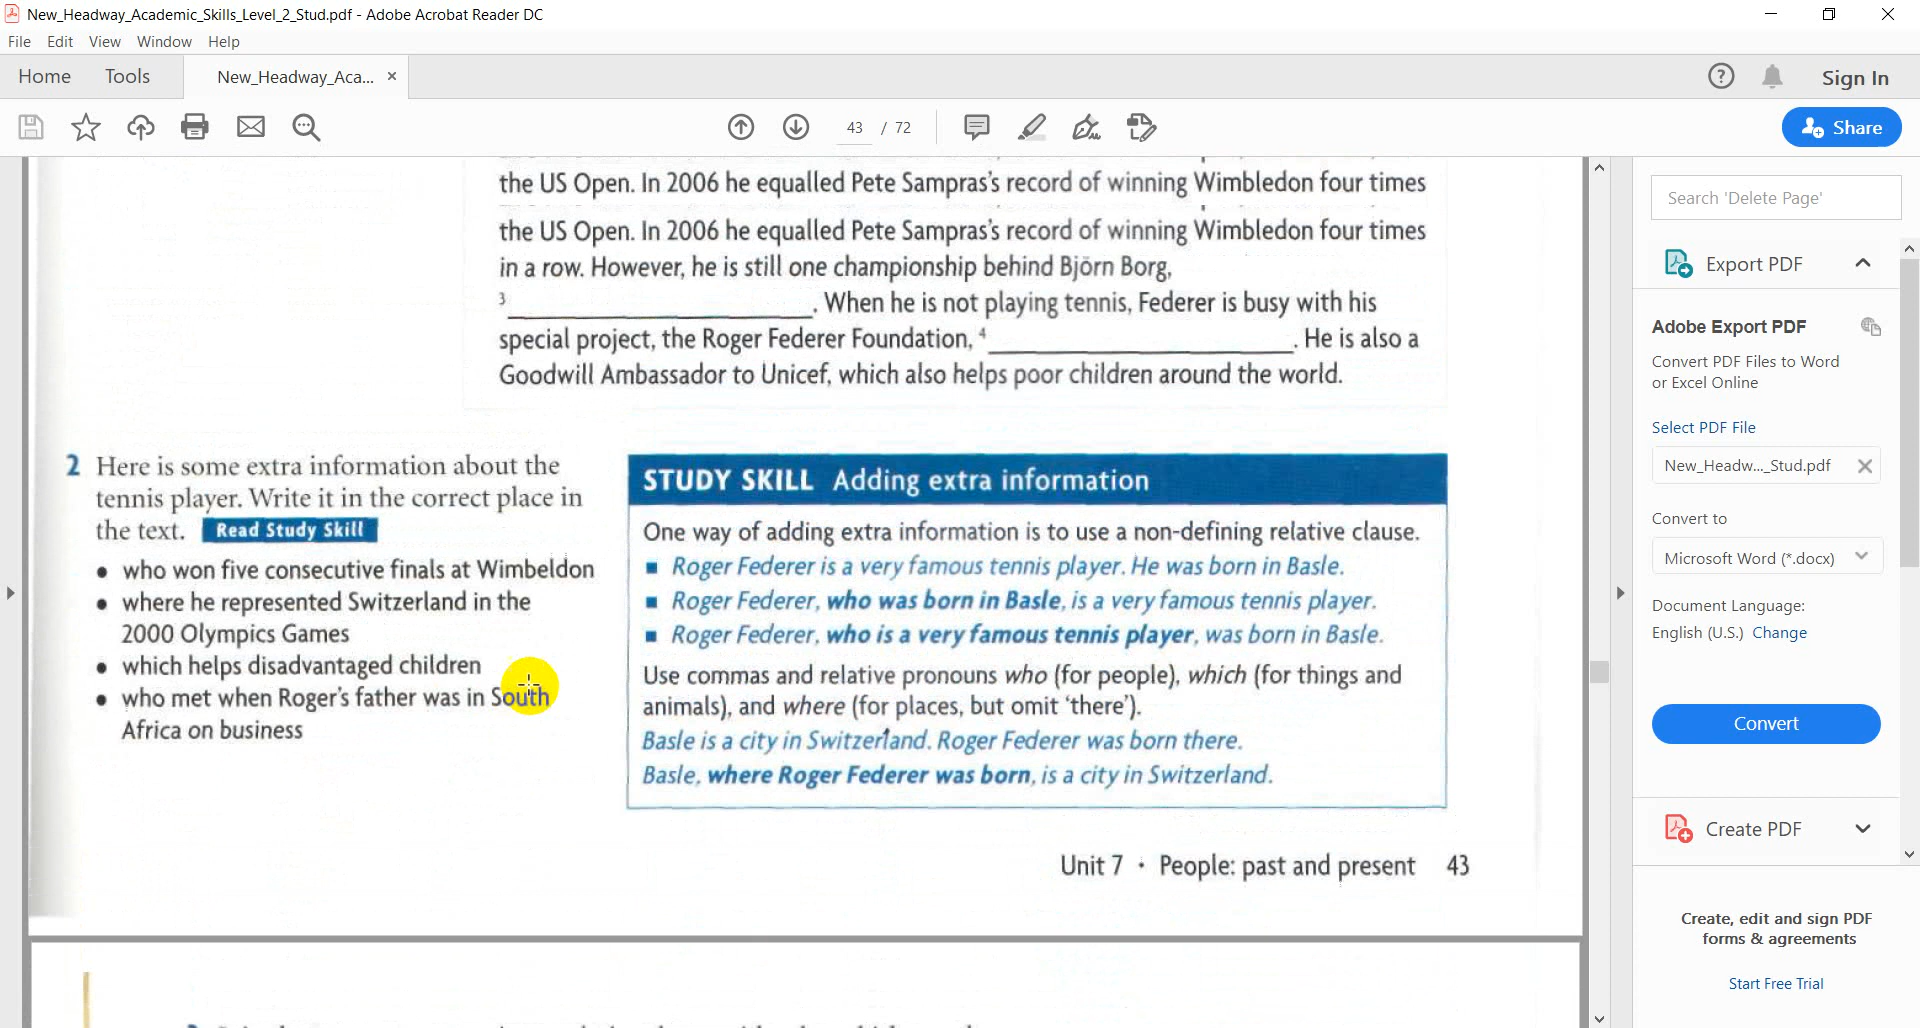 New_Headway_Academic_Skills_Level_2_Stud.pdf - Adobe Acrobat Reader DC
File Edit View Window Help
Home Tools New_Headway_Aca... × Sign In
43 / 72 Share
the US Open. In 2006 he equalled Pete Sampras's record of winning Wimbledon four times
the US Open. In 2006 he equalled Pete Sampras's record of winning Wimbledon four times
in a row. However, he is still one championship behind Björn Borg,
3 ____________________. When he is not playing tennis, Federer is busy with his
special project, the Roger Federer Foundation, 4 ____________________. He is also a
Goodwill Ambassador to Unicef, which also helps poor children around the world.
2 Here is some extra information about the
tennis player. Write it in the correct place in
the text. Read Study Skill
• who won five consecutive finals at Wimbeldon
• where he represented Switzerland in the
2000 Olympics Games
• which helps disadvantaged children
• who met when Roger's father was in South
Africa on business
STUDY SKILL Adding extra information
One way of adding extra information is to use a non-defining relative clause.
■ Roger Federer is a very famous tennis player. He was born in Basle.
■ Roger Federer, who was born in Basle, is a very famous tennis player.
■ Roger Federer, who is a very famous tennis player, was born in Basle.
Use commas and relative pronouns who (for people), which (for things and
animals), and where (for places, but omit 'there').
Basle is a city in Switzerland. Roger Federer was born there.
Basle, where Roger Federer was born, is a city in Switzerland.
Unit 7 · People: past and present 43
Search 'Delete Page'
Export PDF
Adobe Export PDF
Convert PDF Files to Word
or Excel Online
Select PDF File
New_Headw..._Stud.pdf
Convert to
Microsoft Word (*.docx)
Document Language:
English (U.S.) Change
Convert
Create PDF
Create, edit and sign PDF
forms & agreements
Start Free Trial